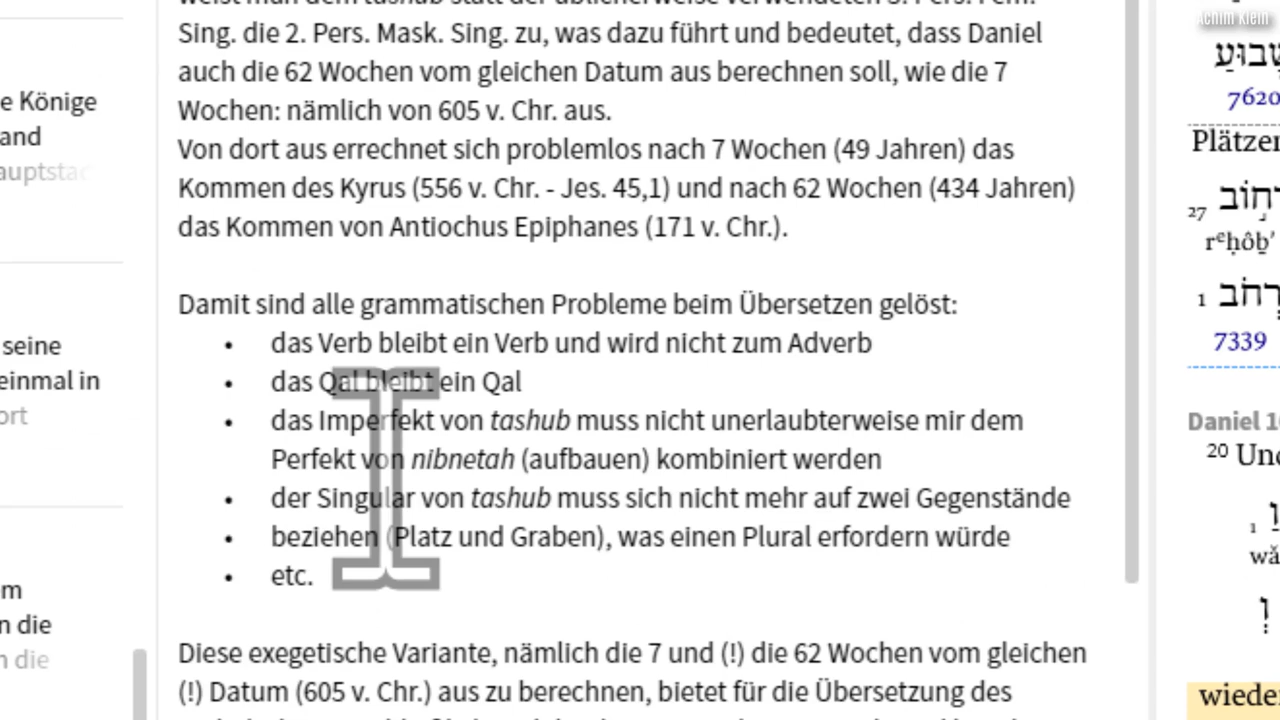 Achim Klein
e Könige
and
auptstac
seine
einmal in
ort
m
n die
n die
Sing. die 2. Pers. Mask. Sing. zu, was dazu führt und bedeutet, dass Daniel
auch die 62 Wochen vom gleichen Datum aus berechnen soll, wie die 7
Wochen: nämlich von 605 v. Chr. aus.
Von dort aus errechnet sich problemlos nach 7 Wochen (49 Jahren) das
Kommen des Kyrus (556 v. Chr. - Jes. 45,1) und nach 62 Wochen (434 Jahren)
das Kommen von Antiochus Epiphanes (171 v. Chr.).
Damit sind alle grammatischen Probleme beim Übersetzen gelöst:
• das Verb bleibt ein Verb und wird nicht zum Adverb
• das Qal bleibt ein Qal
• das Imperfekt von tashub muss nicht unerlaubterweise mir dem
Perfekt von nibnetah (aufbauen) kombiniert werden
• der Singular von tashub muss sich nicht mehr auf zwei Gegenstände
• beziehen (Platz und Graben), was einen Plural erfordern würde
• etc.
Diese exegetische Variante, nämlich die 7 und (!) die 62 Wochen vom gleichen
(!) Datum (605 v. Chr.) aus zu berechnen, bietet für die Übersetzung des
7620
Plätzer
27
rᵉḥôḇ'
1
7339
Daniel 1
20 Und
1
wă
wieder